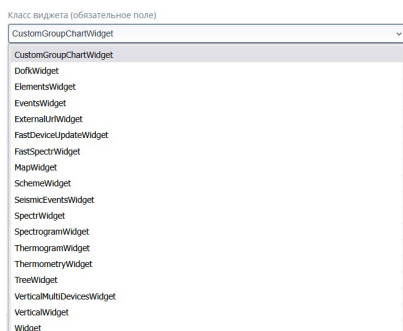 Класс виджета (обязательное поле)
CustomGroupChartWidget
CustomGroupChartWidget
DofkWidget
ElementsWidget
EventsWidget
ExternalUrlWidget
FastDeviceUpdateWidget
FastSpectrWidget
MapWidget
SchemeWidget
SeismicEventsWidget
SpectrWidget
SpectrogramWidget
ThermogramWidget
ThermometryWidget
TreeWidget
VerticalMultiDevicesWidget
VerticalWidget
Widget